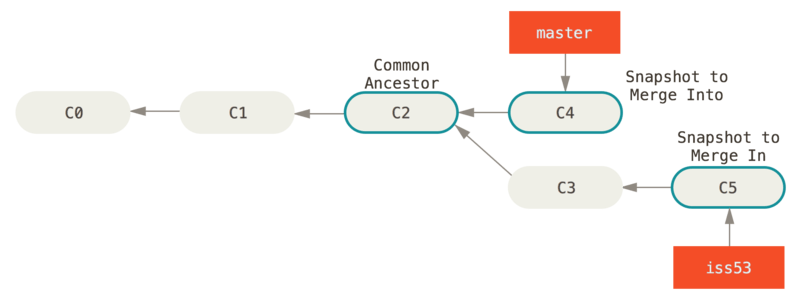 master
Common
Ancestor
Snapshot to
Merge Into
C0
C1
C2
C4
Snapshot to
Merge In
C3
C5
iss53